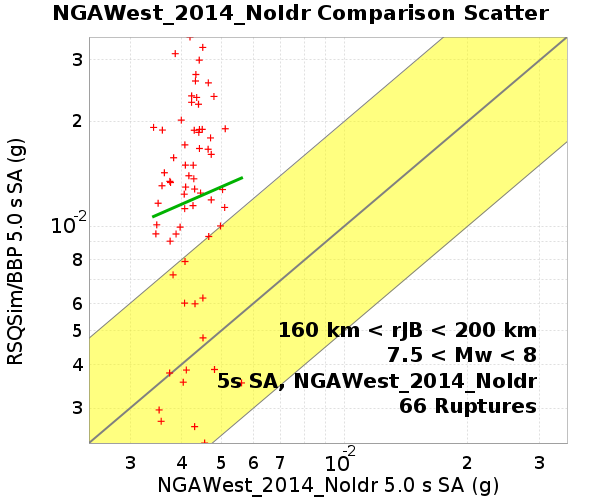 NGAWest_2014_NoIdr Comparison Scatter
RSQSim/BBP 5.0 s SA (g)
3
2
10-2
8
7
6
5
4
3
160 km < rJB < 200 km
7.5 < Mw < 8
5s SA, NGAWest_2014_NoIdr
66 Ruptures
3 4 5 6 7 10-2 2 3
NGAWest_2014_NoIdr 5.0 s SA (g)